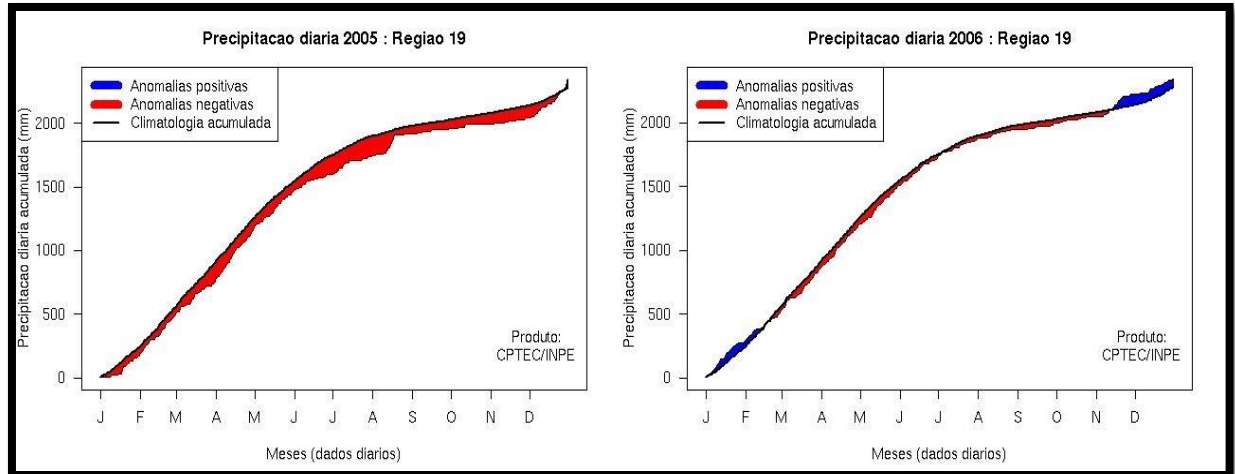 Precipitacao diaria 2005 : Regiao 19
Anomalias positivas
Anomalias negativas
Climatologia acumulada
Precipitacao diaria acumulada (mm)
2000
1500
1000
500
0
Produto:
CPTEC/INPE
J F M A M J J A S O N D
Meses (dados diarios)
Precipitacao diaria 2006 : Regiao 19
Anomalias positivas
Anomalias negativas
Climatologia acumulada
Precipitacao diaria acumulada (mm)
2000
1500
1000
500
0
Produto:
CPTEC/INPE
J F M A M J J A S O N D
Meses (dados diarios)